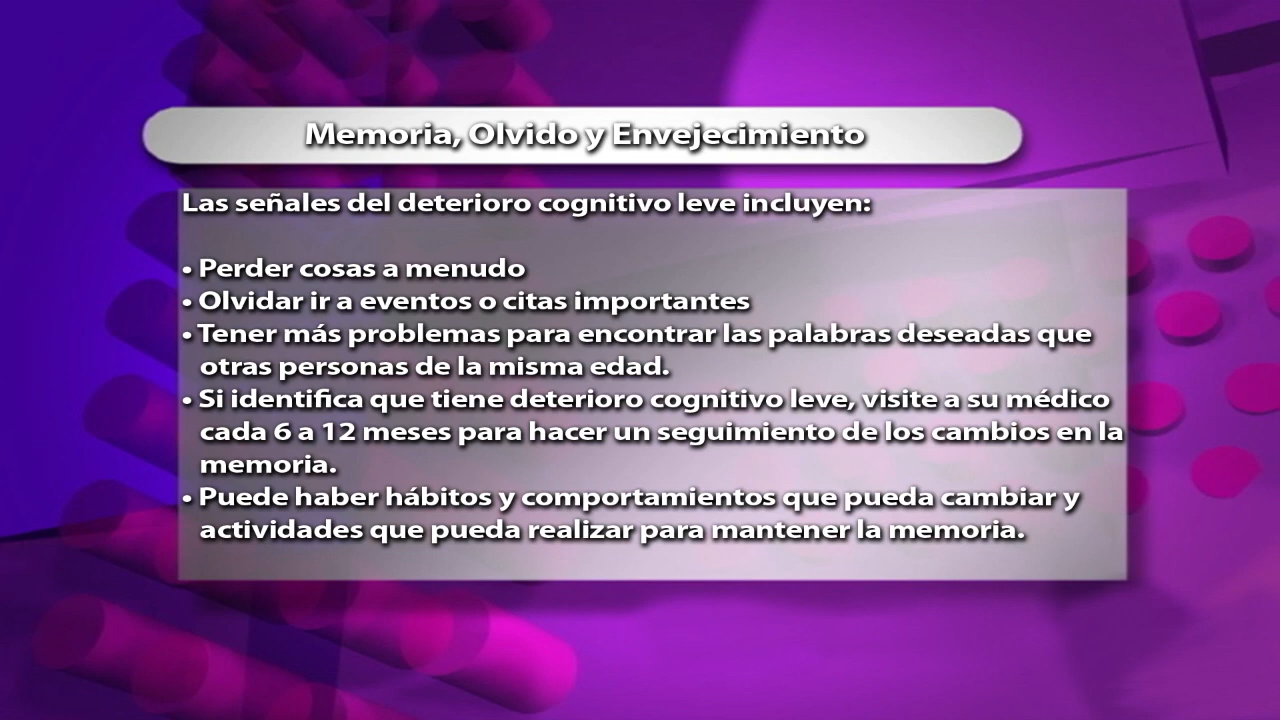 Memoria, Olvido y Envejecimiento
Las señales del deterioro cognitivo leve incluyen:
• Perder cosas a menudo
• Olvidar ir a eventos o citas importantes
• Tener más problemas para encontrar las palabras deseadas que
otras personas de la misma edad.
• Si identifica que tiene deterioro cognitivo leve, visite a su médico
cada 6 a 12 meses para hacer un seguimiento de los cambios en la
memoria.
• Puede haber hábitos y comportamientos que pueda cambiar y
actividades que pueda realizar para mantener la memoria.